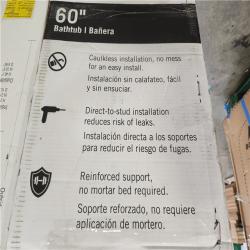 60"
Bathtub | Bañera
Caulkless installation, no mess
for an easy install.
Instalación sin calafateo, fácil
y sin ensuciar.
Direct-to-stud installation
reduces risk of leaks.
Instalación directa a los soportes
para reducir el riesgo de fugas.
Reinforced support,
no mortar bed required.
Soporte reforzado, no requiere
aplicación de mortero.